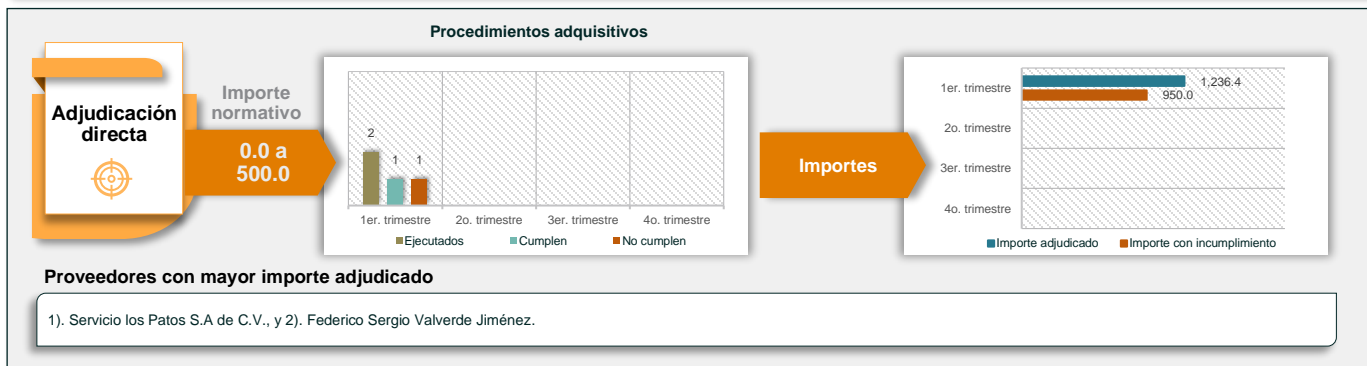 Procedimientos adquisitivos
Adjudicación
directa
Importe
normativo
0.0 a
500.0
2
1
1
1er. trimestre
2o. trimestre
3er. trimestre
4o. trimestre
Ejecutados
Cumplen
No cumplen
Importes
1er. trimestre
2o. trimestre
3er. trimestre
4o. trimestre
1,236.4
950.0
Importe adjudicado
Importe con incumplimiento
Proveedores con mayor importe adjudicado
1). Servicio los Patos S.A de C.V., y 2). Federico Sergio Valverde Jiménez.